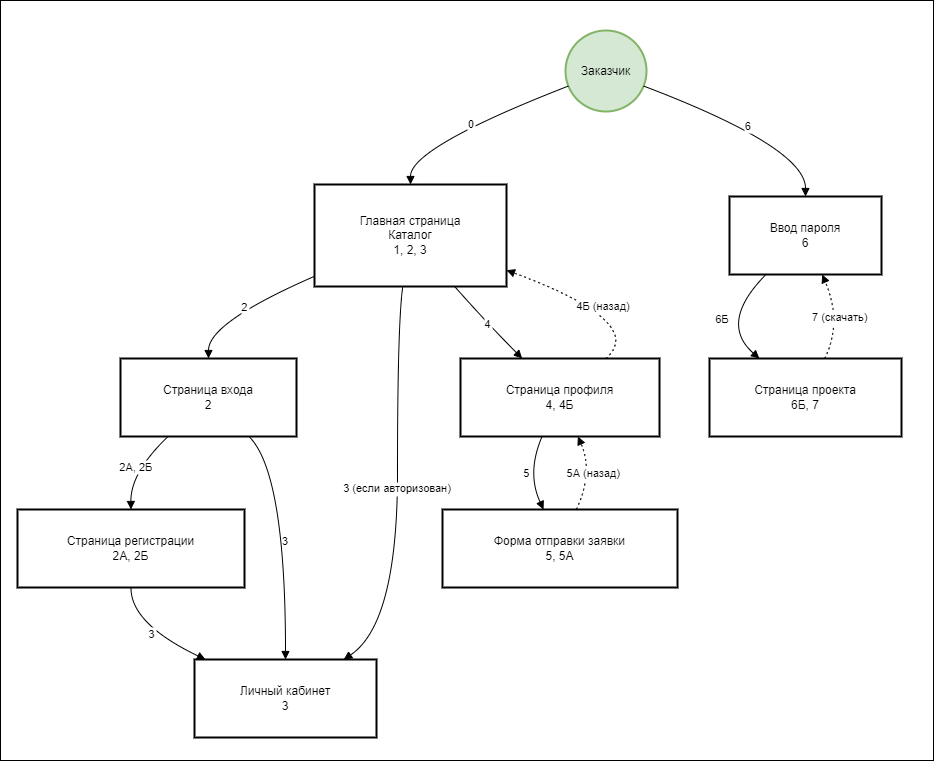 Заказчик
0
6
Главная страница
Каталог
1, 2, 3
Ввод пароля
6
2
4
4Б (назад)
6Б
7 (скачать)
Страница входа
2
Страница профиля
4, 4Б
Страница проекта
6Б, 7
2А, 2Б
3 (если авторизован)
5
5А (назад)
Страница регистрации
2А, 2Б
3
Форма отправки заявки
5, 5А
3
Личный кабинет
3